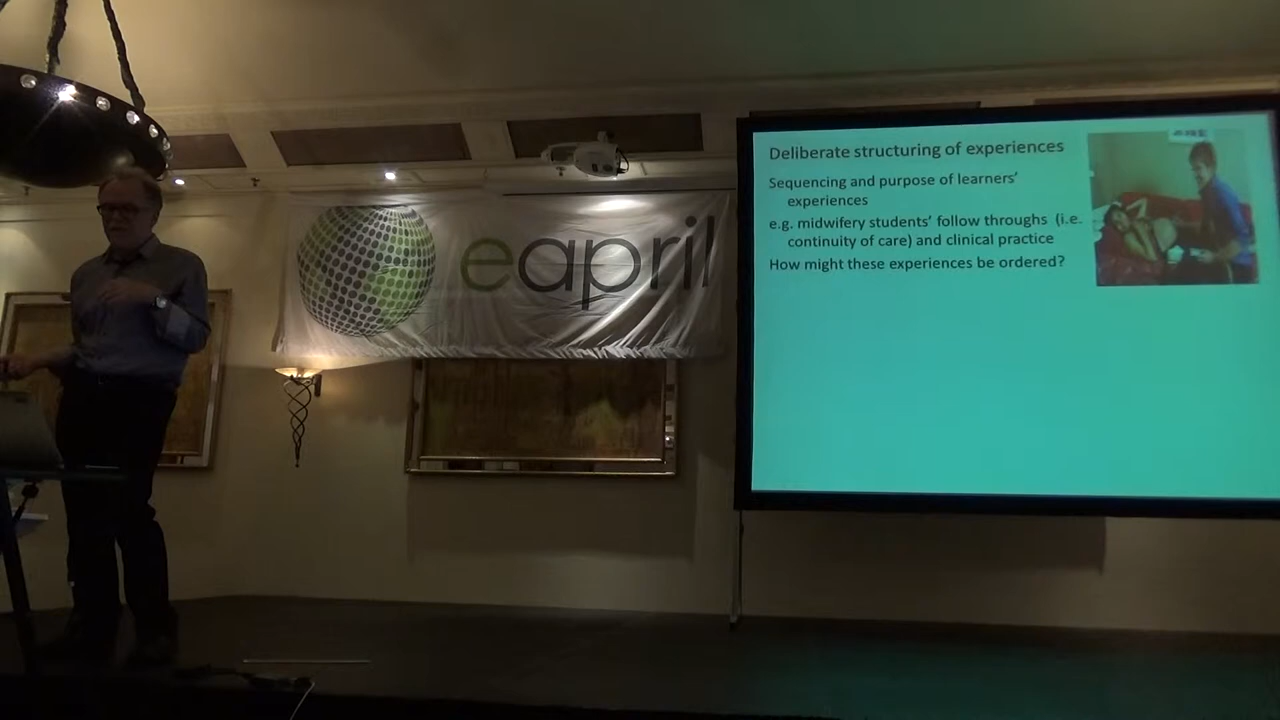 eapril
Deliberate structuring of experiences
Sequencing and purpose of learners'
experiences
e.g. midwifery students' follow throughs (i.e.
continuity of care) and clinical practice
How might these experiences be ordered?